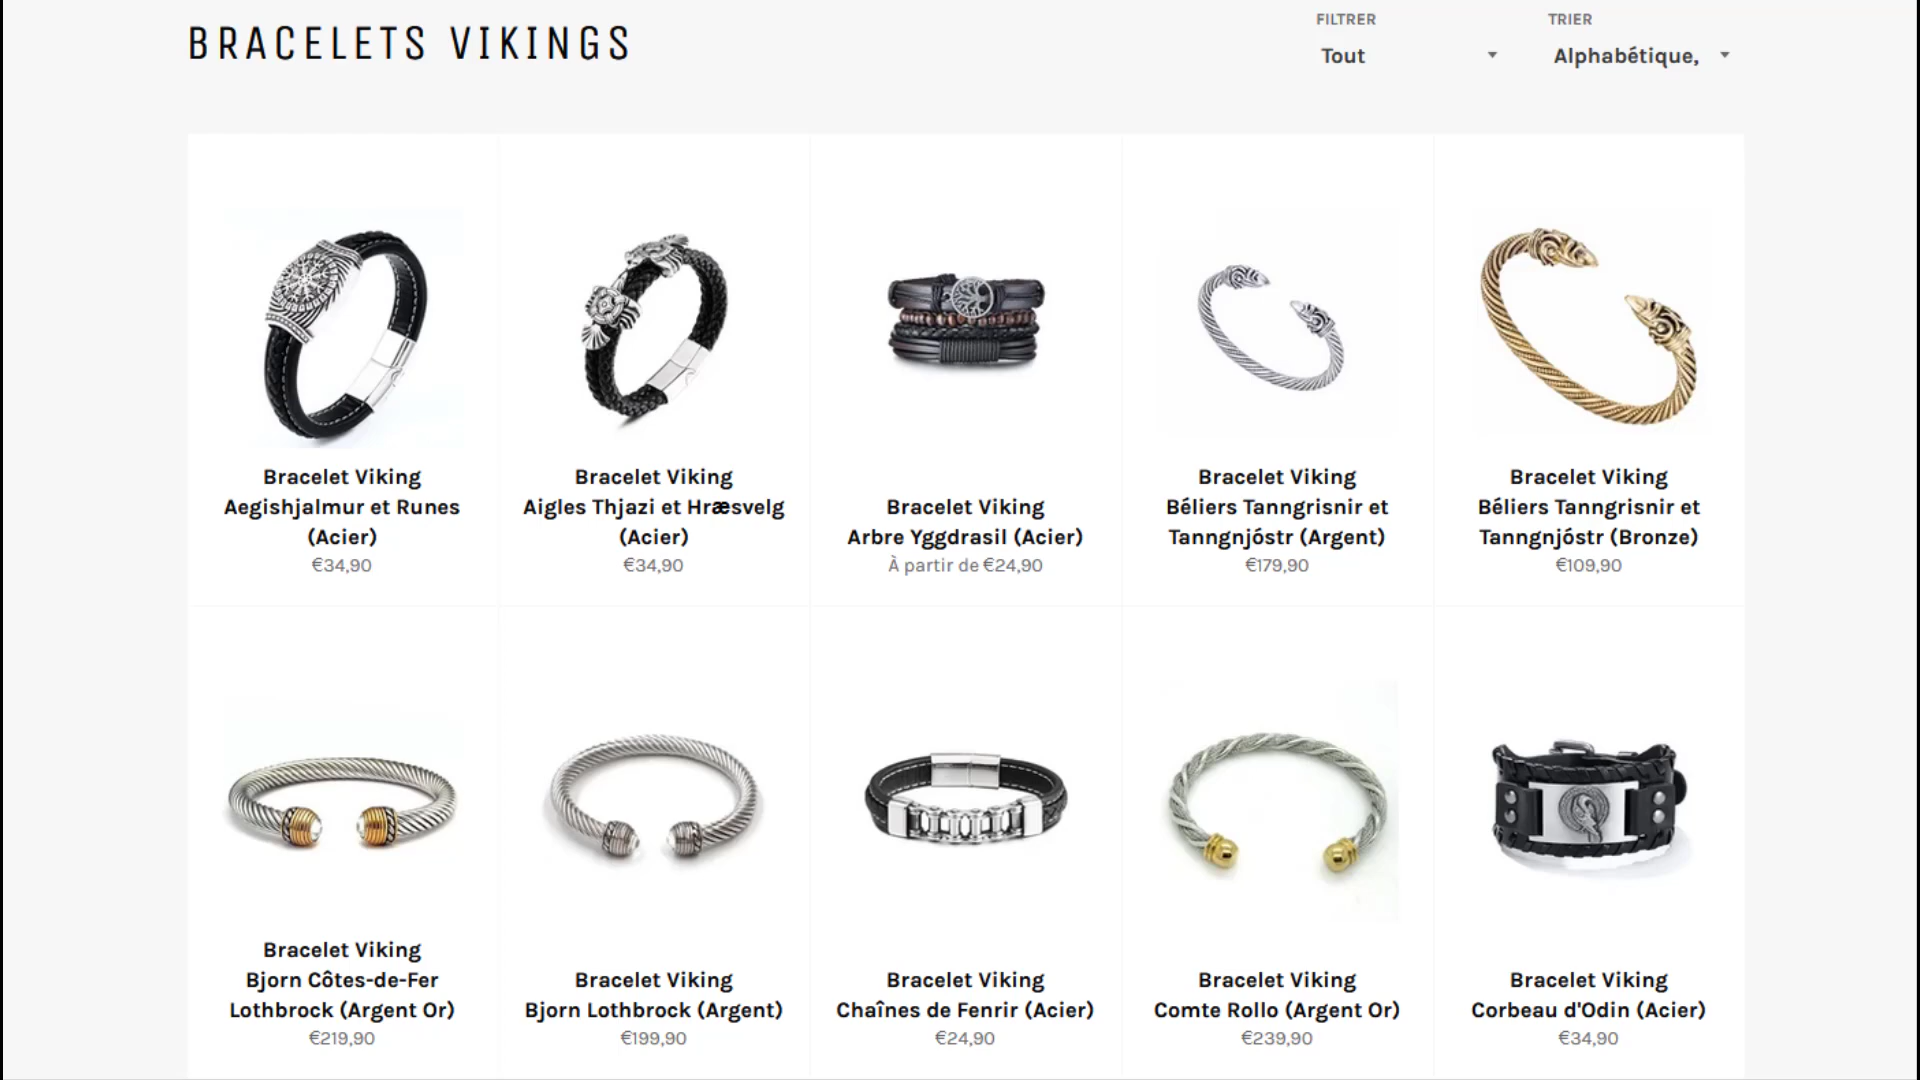 BRACELETS VIKINGS
FILTRER
Tout
TRIER
Alphabétique,
Bracelet Viking
Aegishjalmur et Runes
(Acier)
€34,90
Bracelet Viking
Aigles Thjazi et Hræsvelg
(Acier)
€34,90
Bracelet Viking
Arbre Yggdrasil (Acier)
À partir de €24,90
Bracelet Viking
Béliers Tanngrisnir et
Tanngnjóstr (Argent)
€179,90
Bracelet Viking
Béliers Tanngrisnir et
Tanngnjóstr (Bronze)
€109,90
Bracelet Viking
Bjorn Côtes-de-Fer
Lothbrock (Argent Or)
€219,90
Bracelet Viking
Bjorn Lothbrock (Argent)
€199,90
Bracelet Viking
Chaînes de Fenrir (Acier)
€24,90
Bracelet Viking
Comte Rollo (Argent Or)
€239,90
Bracelet Viking
Corbeau d'Odin (Acier)
€34,90